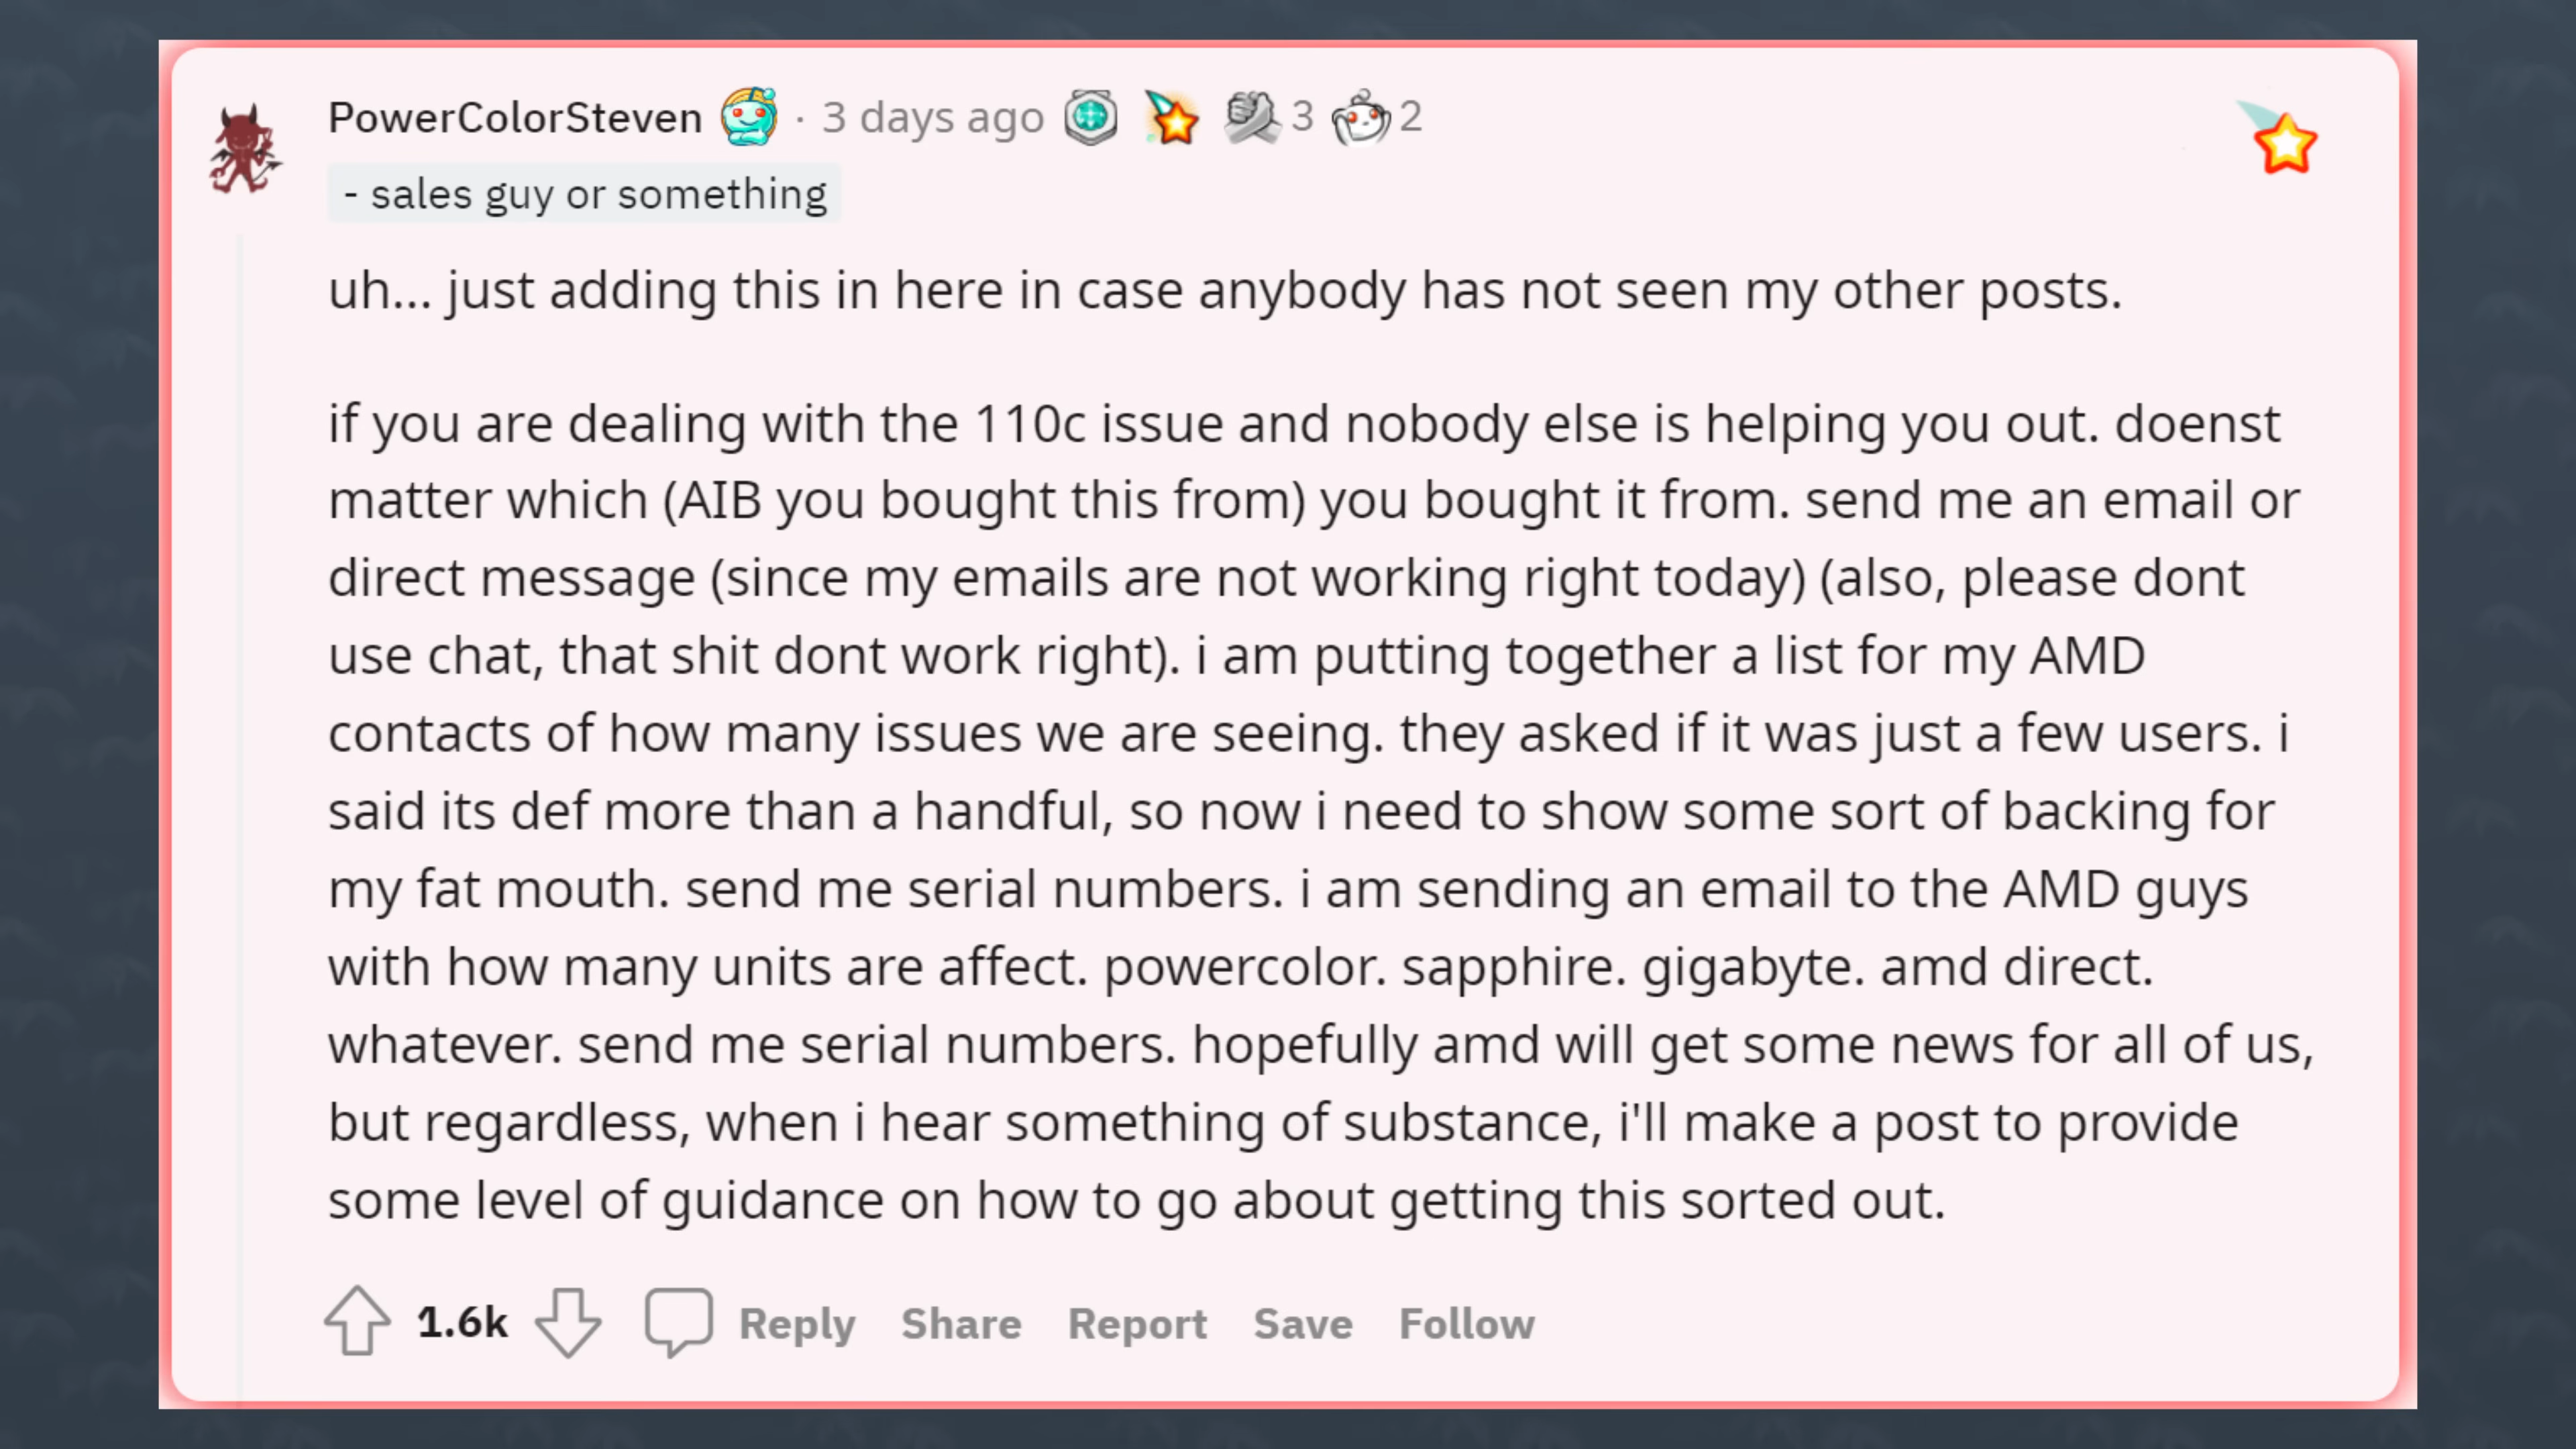 PowerColorSteven · 3 days ago 3 2
- sales guy or something
uh... just adding this in here in case anybody has not seen my other posts.
if you are dealing with the 110c issue and nobody else is helping you out. doenst
matter which (AIB you bought this from) you bought it from. send me an email or
direct message (since my emails are not working right today) (also, please dont
use chat, that shit dont work right). i am putting together a list for my AMD
contacts of how many issues we are seeing. they asked if it was just a few users. i
said its def more than a handful, so now i need to show some sort of backing for
my fat mouth. send me serial numbers. i am sending an email to the AMD guys
with how many units are affect. powercolor. sapphire. gigabyte. amd direct.
whatever. send me serial numbers. hopefully amd will get some news for all of us,
but regardless, when i hear something of substance, i'll make a post to provide
some level of guidance on how to go about getting this sorted out.
1.6k Reply Share Report Save Follow